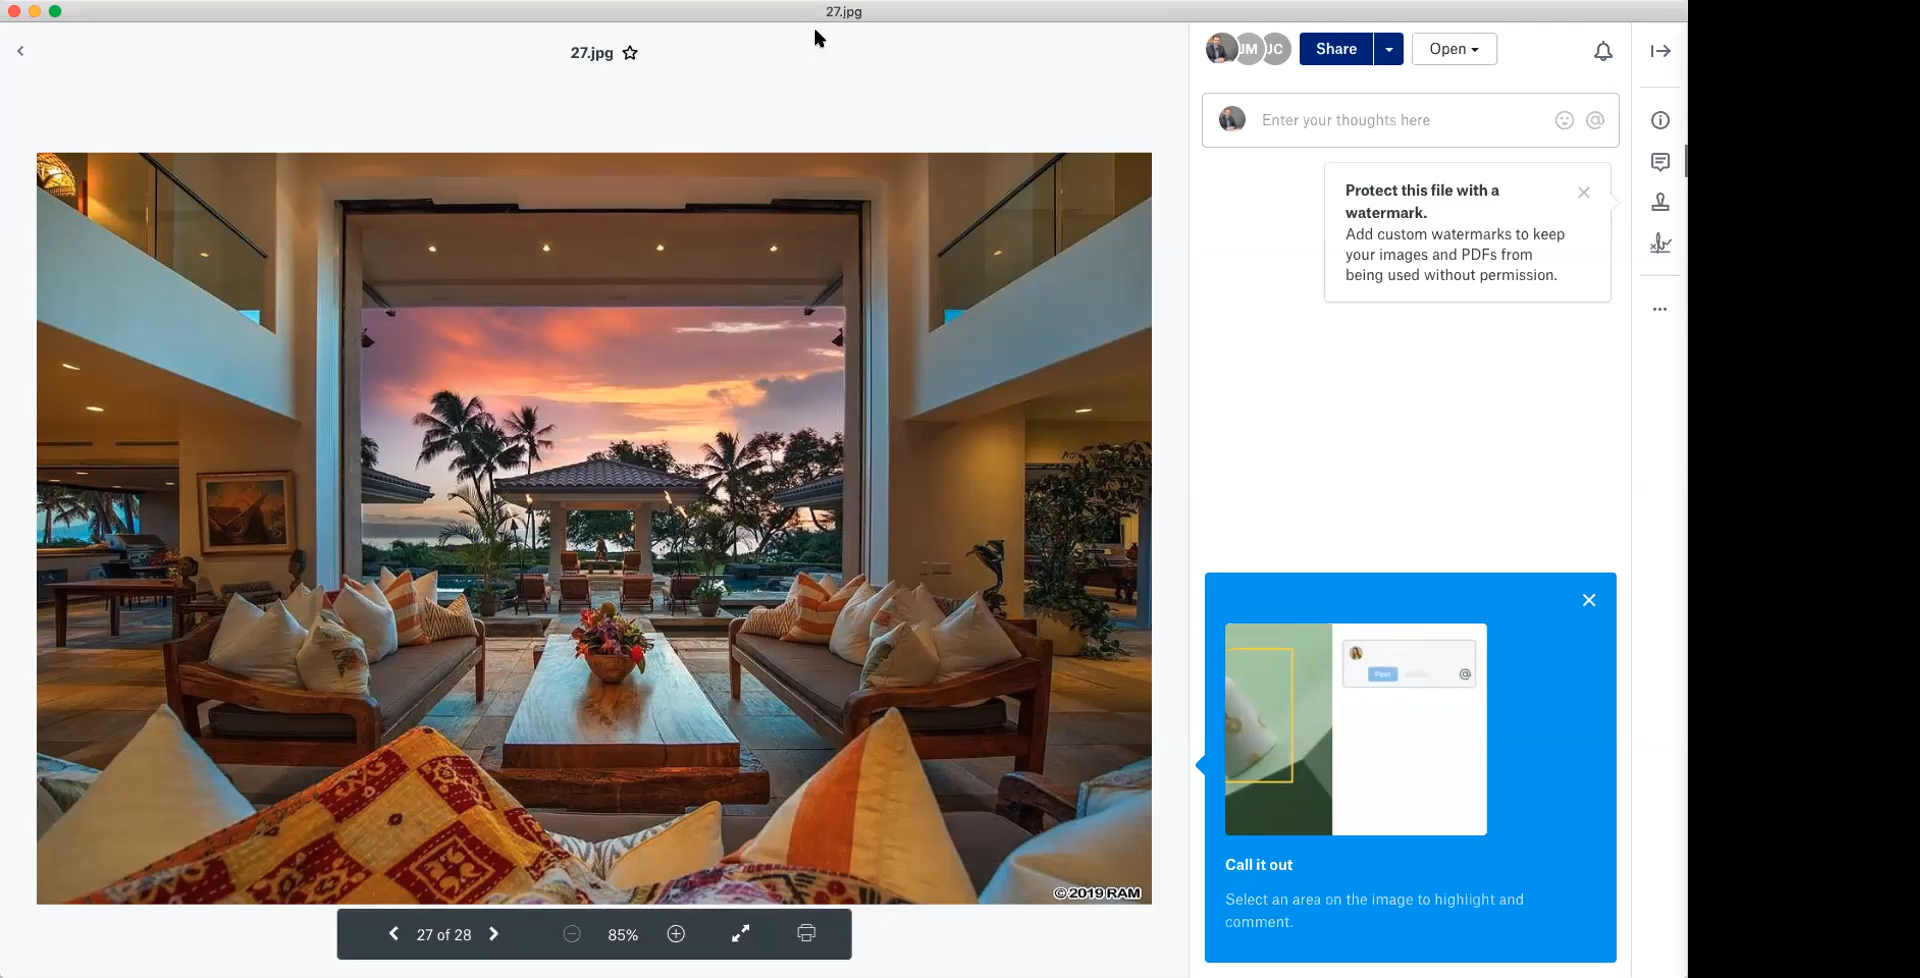 27.jpg
27.jpg
JM
JC
Share
Open
Enter your thoughts here
Protect this file with a
watermark.
Add custom watermarks to keep
your images and PDFs from
being used without permission.
Post
@
Call it out
Select an area on the image to highlight and
comment.
©2019 RAM
27 of 28
85%